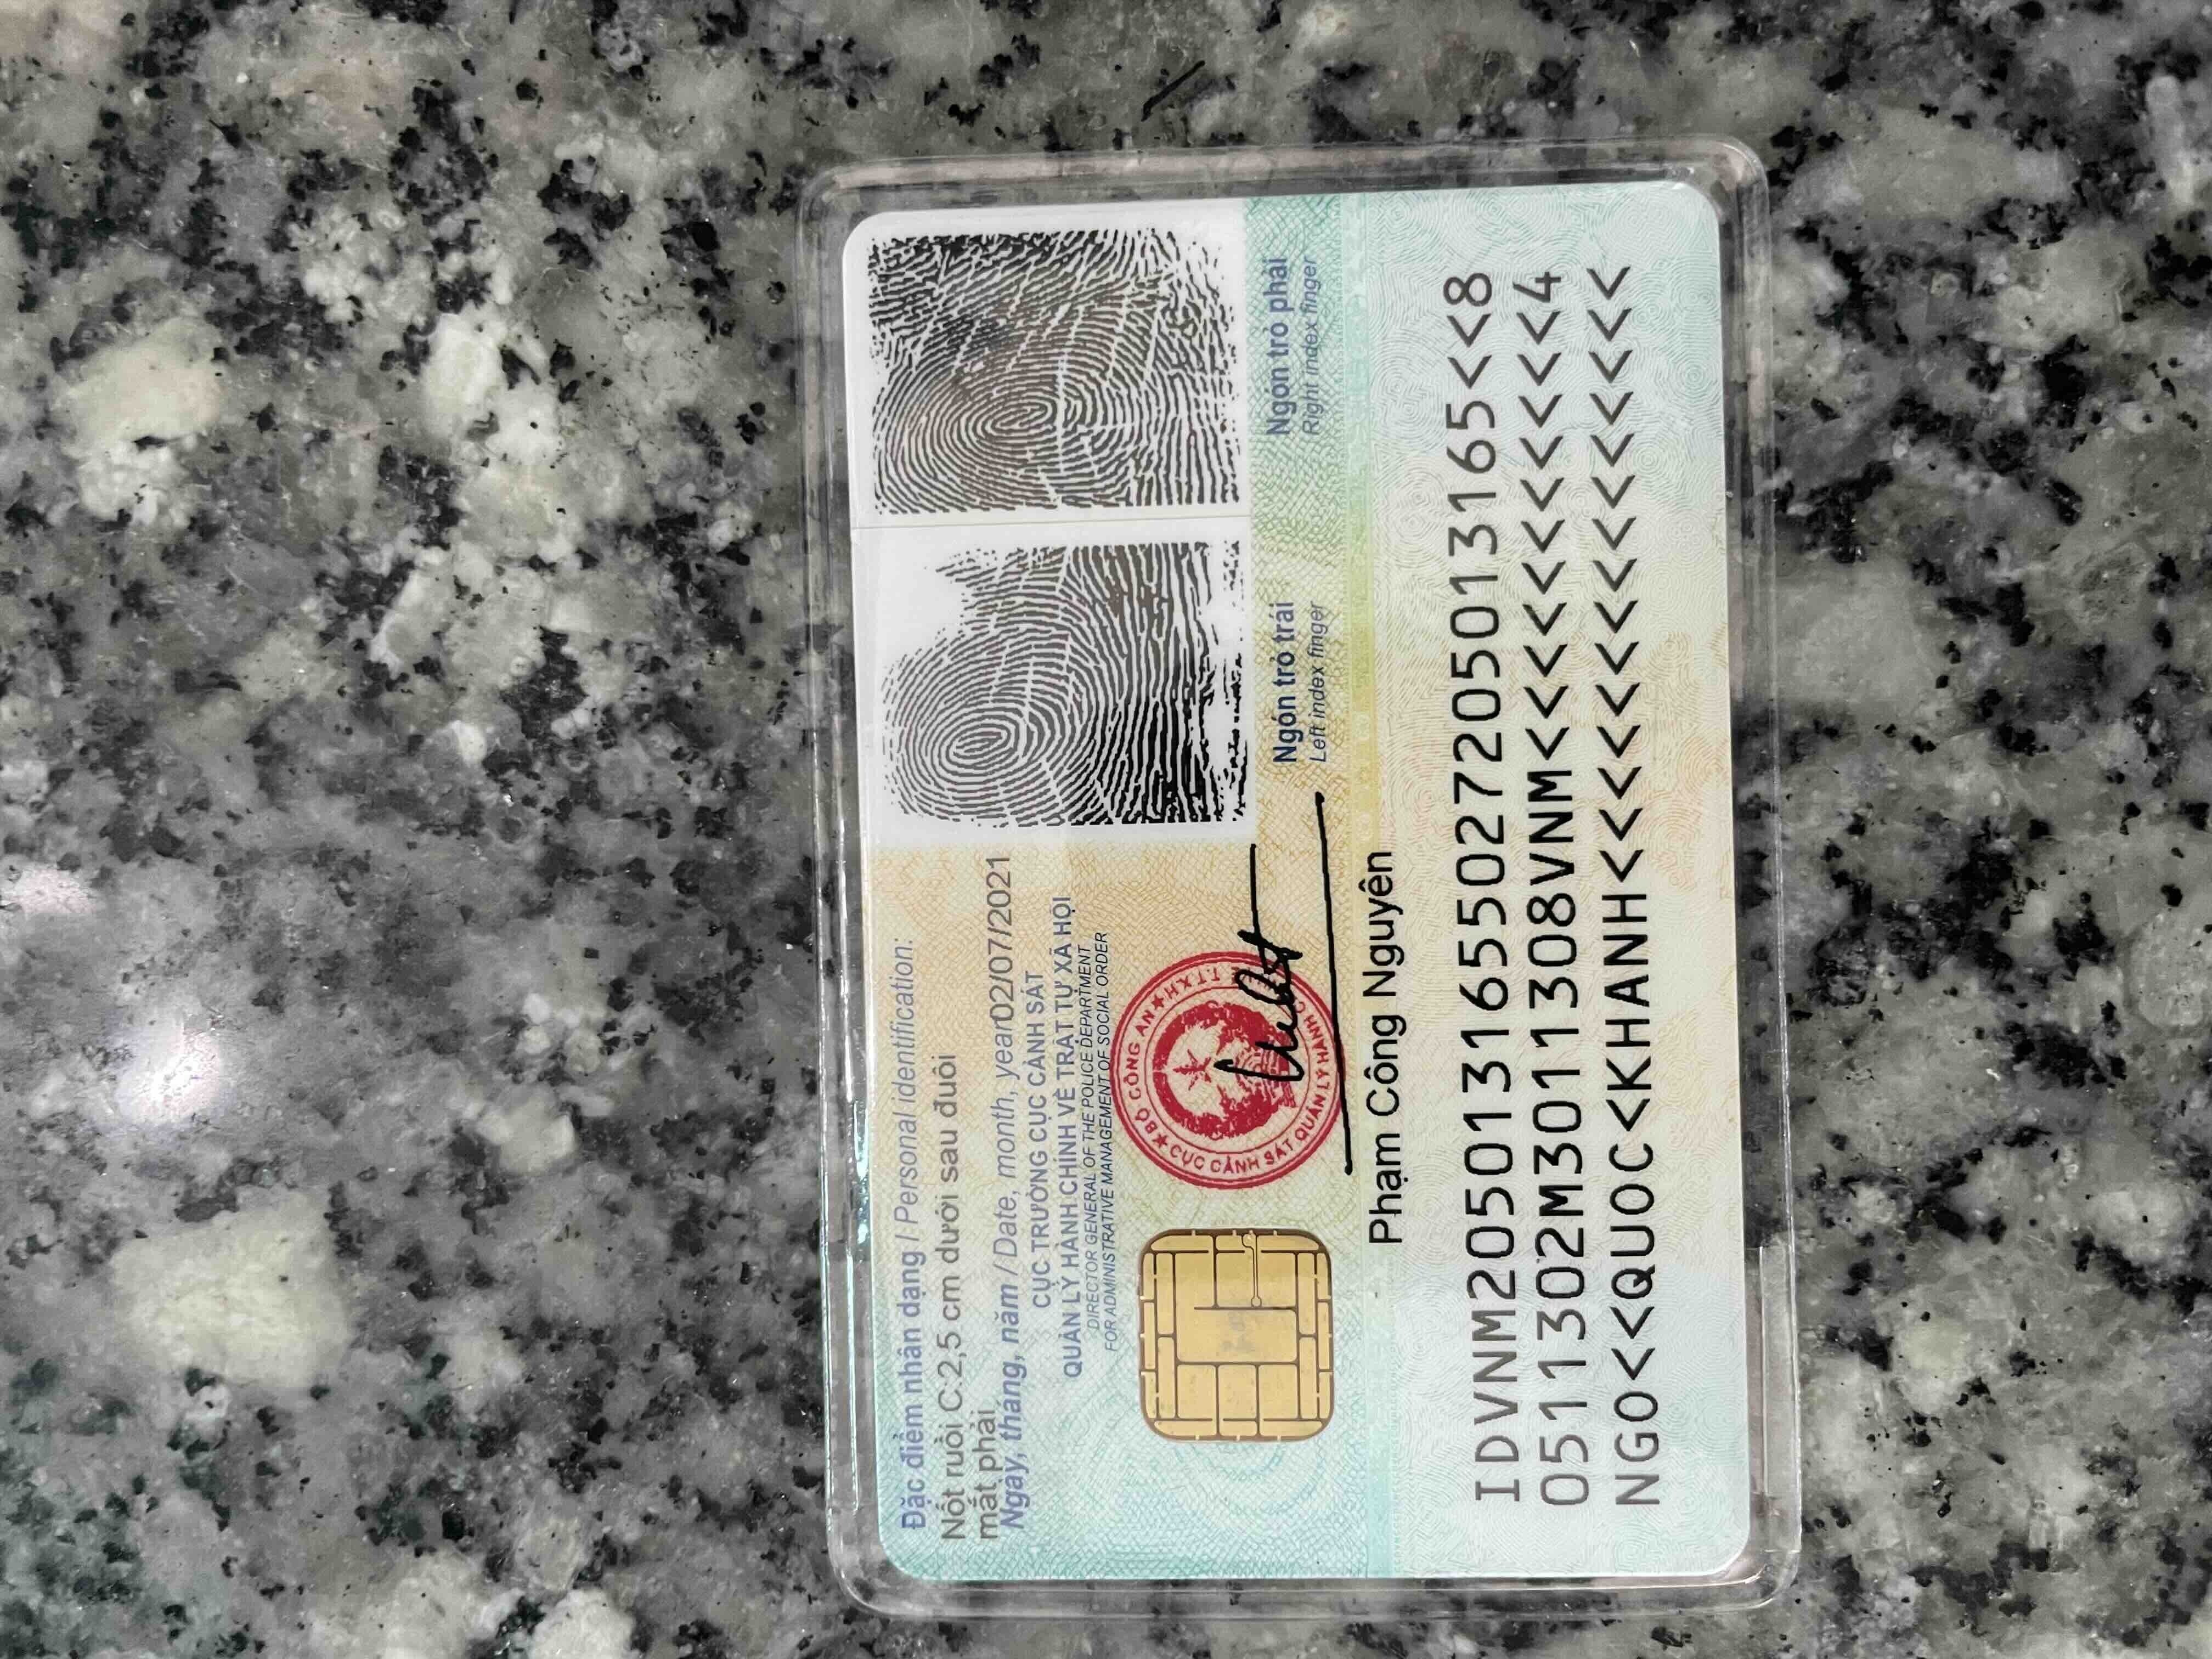 Đặc điểm nhân dạng / Personal identification:
Nốt ruồi C:2,5 cm dưới sau đuôi
mắt phải
Ngày, tháng, năm / Date, month, year02/07/2021
CỤC TRƯỞNG CỤC CẢNH SÁT
QUẢN LÝ HÀNH CHÍNH VỀ TRẬT TỰ XÃ HỘI
DIRECTOR GENERAL OF THE POLICE DEPARTMENT
FOR ADMINISTRATIVE MANAGEMENT OF SOCIAL ORDER
BỘ CÔNG AN
CỤC CẢNH SÁT QUẢN LÝ HÀNH C
T.T.X.H
Phạm Công Nguyên
Ngón trỏ trái
Left index finger
Ngón trỏ phải
Right index finger
IDVNM2050131655027205013165<<8
0511302M3011308VNM<<<<<<<<<<<4
NGO<<QUOC<KHANH<<<<<<<<<<<<<<<